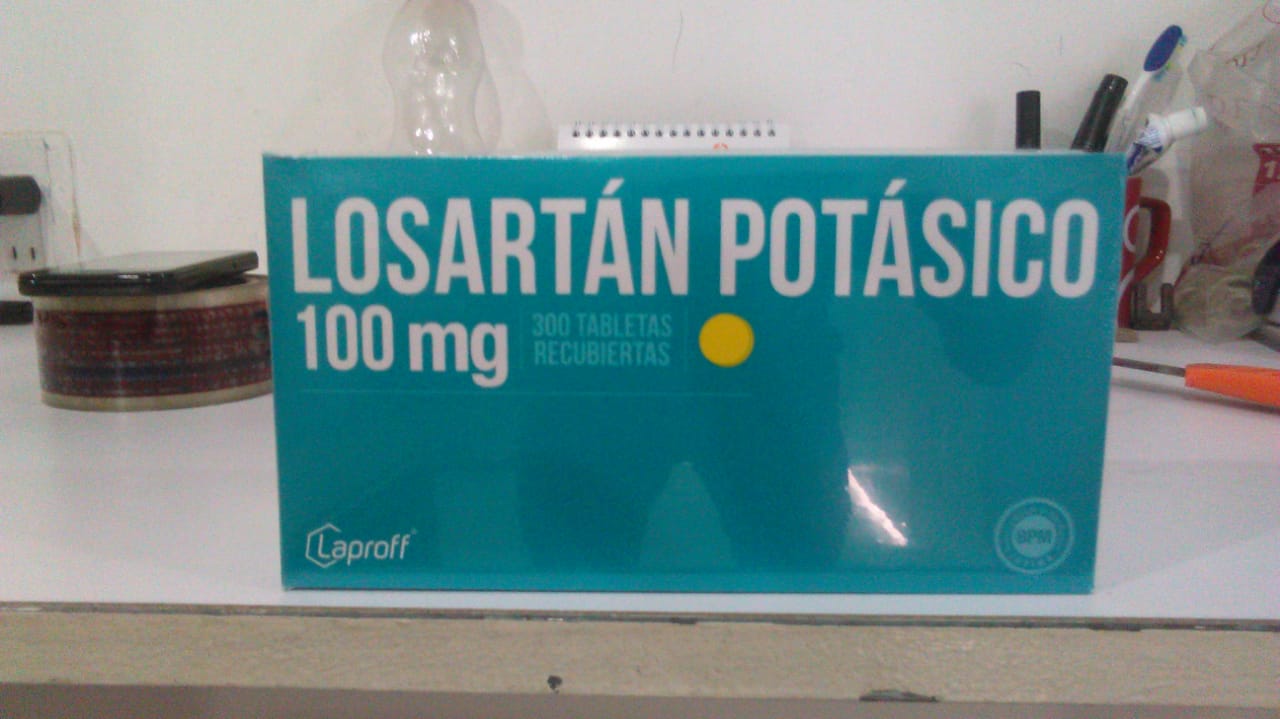 LOSARTÁN POTÁSICO
100 mg
300 TABLETAS
RECUBIERTAS
Laproff
BPM